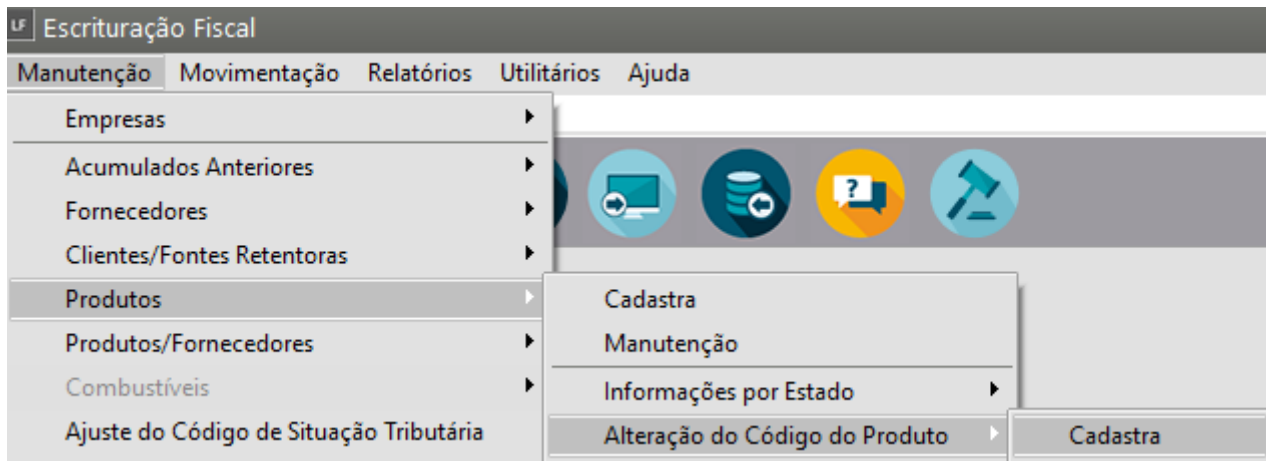 LF Escrituração Fiscal
Manutenção Movimentação Relatórios Utilitários Ajuda
Empresas
Acumulados Anteriores
Fornecedores
?
Clientes/Fontes Retentoras
Produtos
Cadastra
Produtos/Fornecedores
Manutenção
Combustíveis
Informações por Estado
Ajuste do Código de Situação Tributária
Alteração do Código do Produto
Cadastra